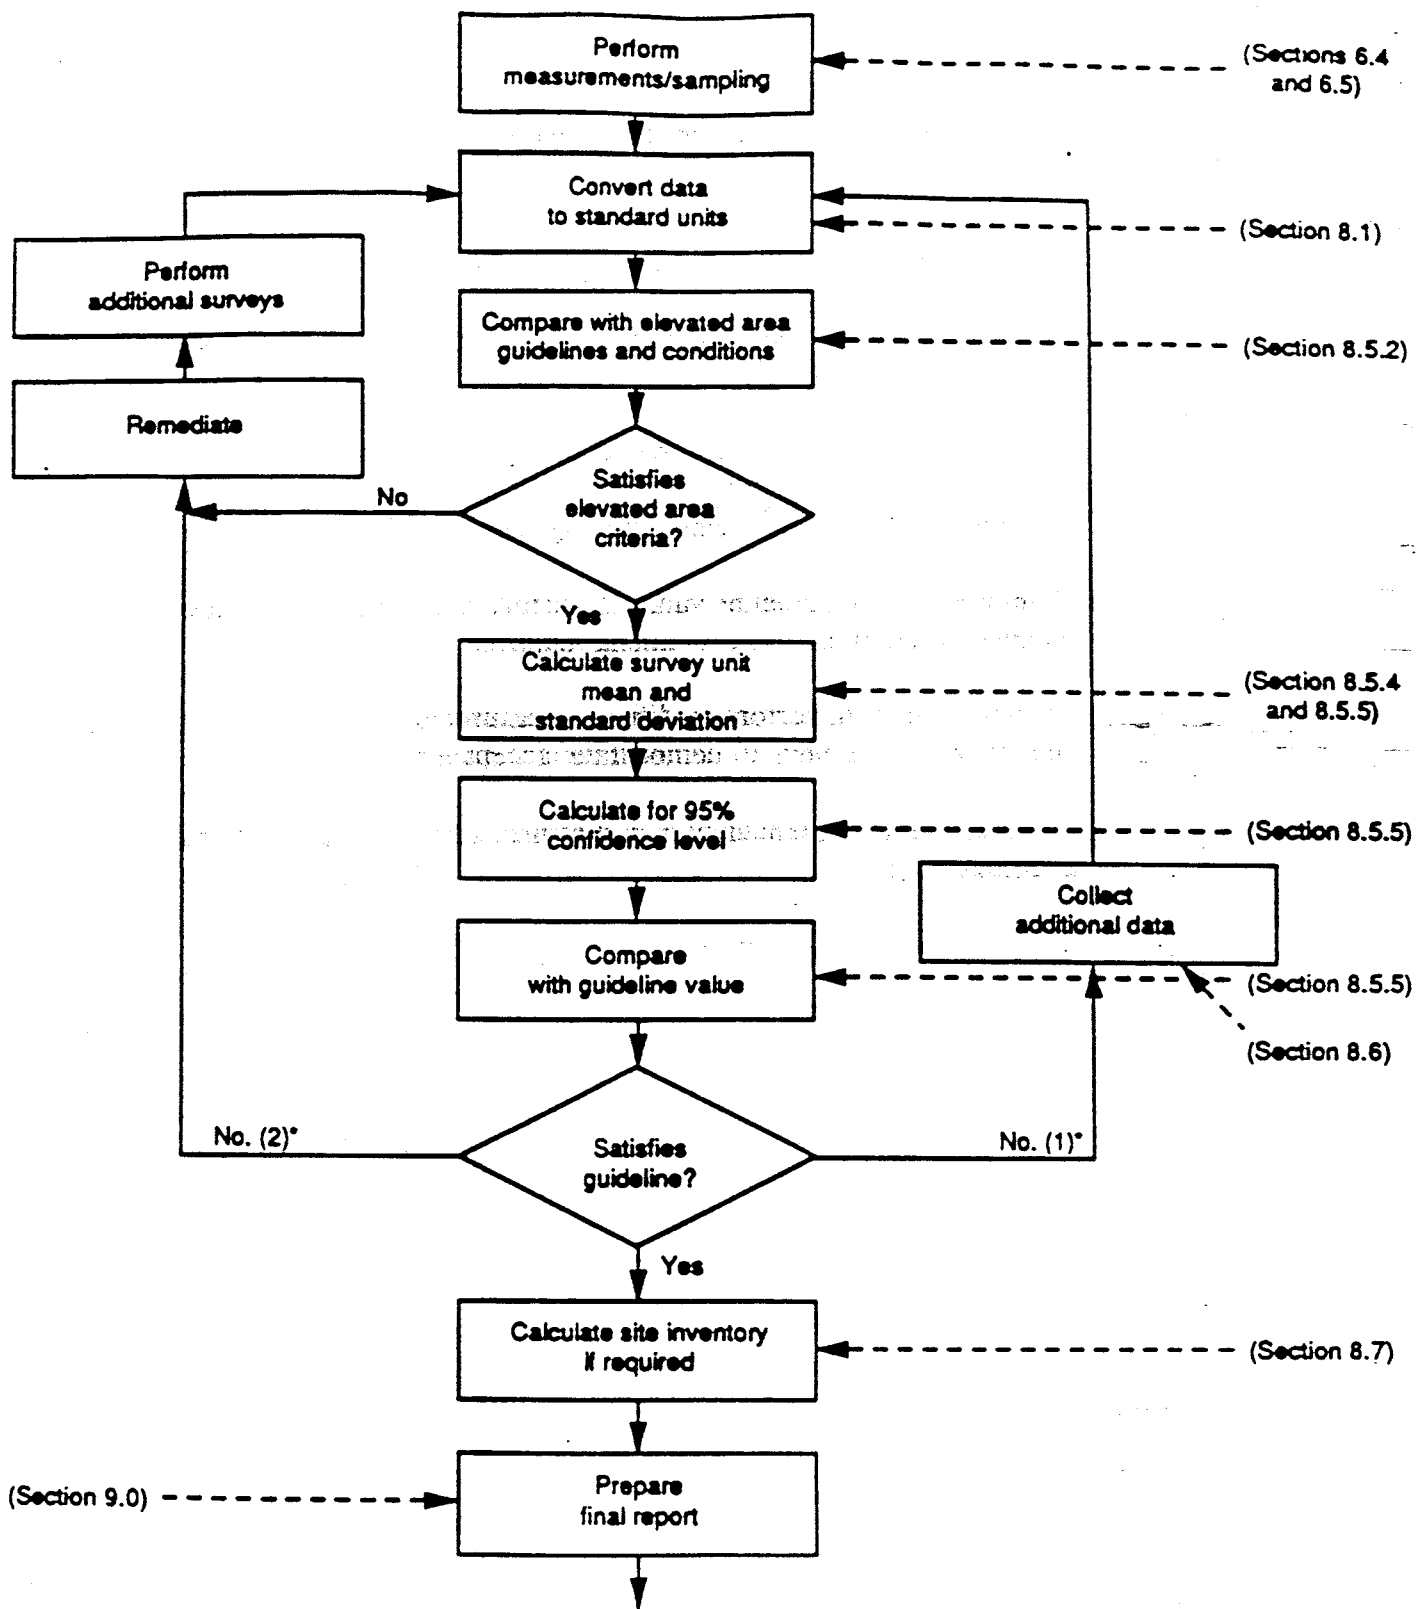 Perform
measurements/sampling
(Sections 6.4
and 6.5)
Convert data
to standard units
(Section 8.1)
Perform
additional surveys
Compare with elevated area
guidelines and conditions
(Section 8.5.2)
Remediate
Satisfies
elevated area
criteria?
No
Yes
Calculate survey unit
mean and
standard deviation
(Section 8.5.4
and 8.5.5)
Calculate for 95%
confidence level
(Section 8.5.5)
Collect
additional data
Compare
with guideline value
(Section 8.5.5)
(Section 8.6)
No. (2)*
Satisfies
guideline?
No. (1)*
Yes
Calculate site inventory
if required
(Section 8.7)
Prepare
final report
(Section 9.0)